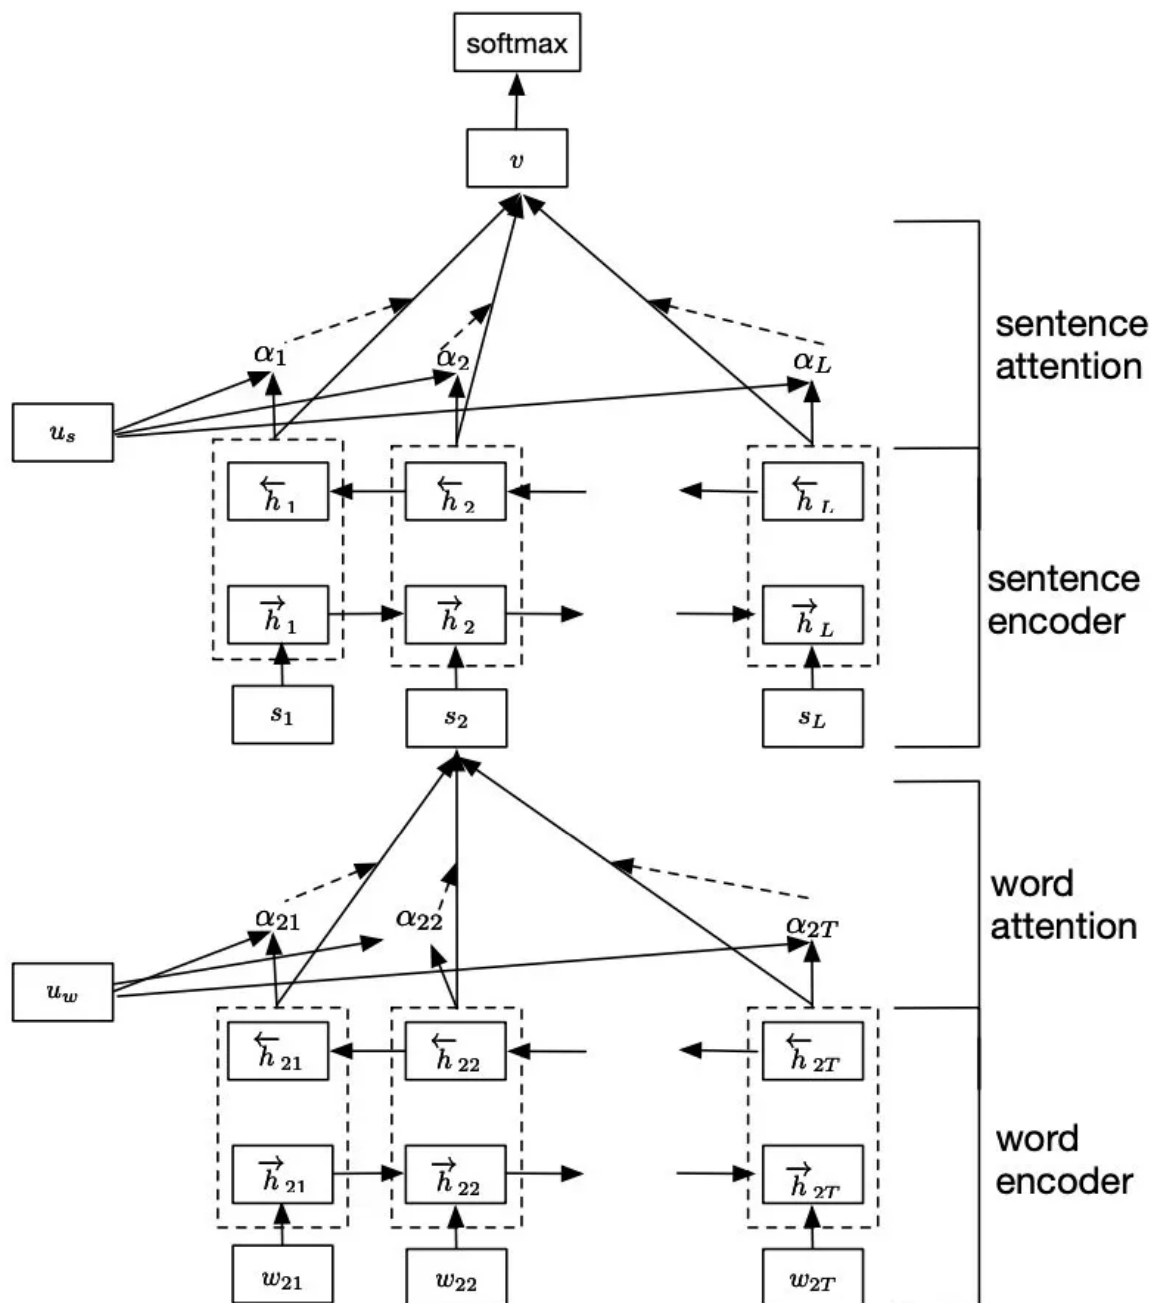 softmax
v
α1 α2 αL
sentence
attention
us
←h1 ←h2 ←hL
→h1 →h2 →hL
sentence
encoder
s1 s2 sL
word
attention
α21 α22 α2T
uw
←h21 ←h22 ←h2T
→h21 →h22 →h2T
word
encoder
w21 w22 w2T